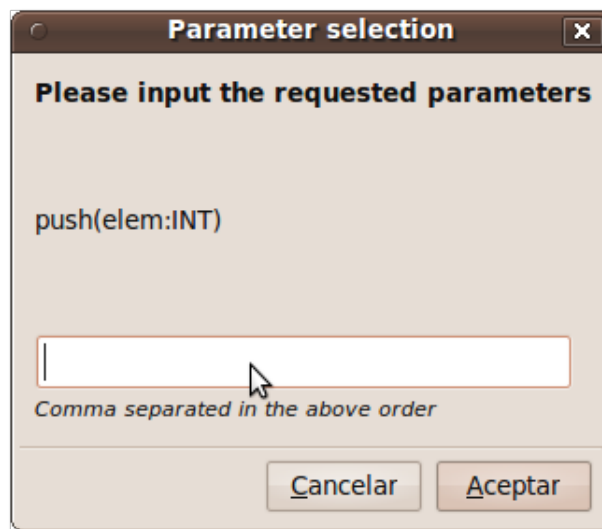 Parameter selection
Please input the requested parameters
push(elem:INT)
Comma separated in the above order
Cancelar Aceptar